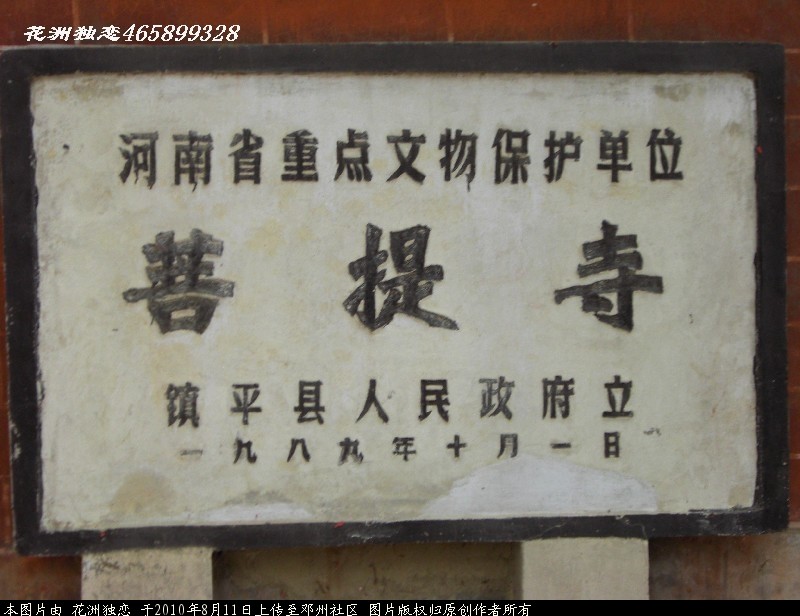 花洲独恋465899328
河南省重点文物保护单位
菩提寺
镇平县人民政府立
一九八九年十月一日
本图片由 花洲独恋 于2010年8月11日上传至邓州社区 图片版权归原创作者所有